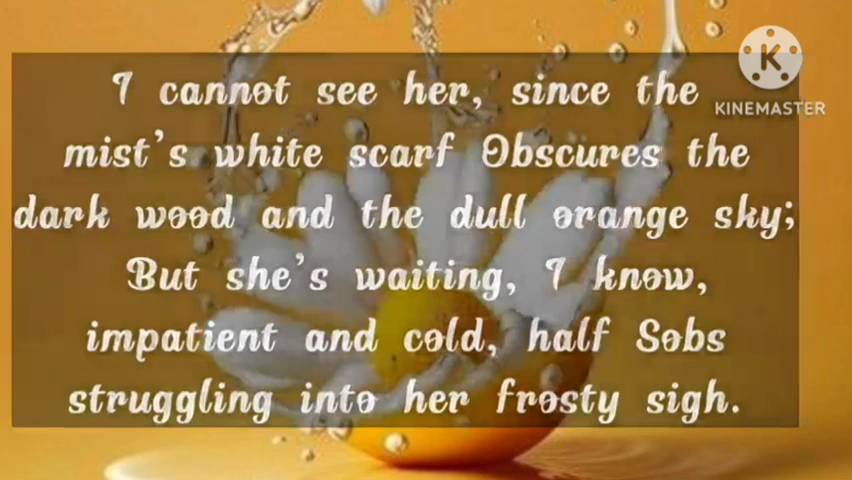 KINEMASTER
I cannot see her, since the
mist's white scarf Obscures the
dark wood and the dull orange sky;
But she's waiting, I know,
impatient and cold, half Sobs
struggling into her frosty sigh.